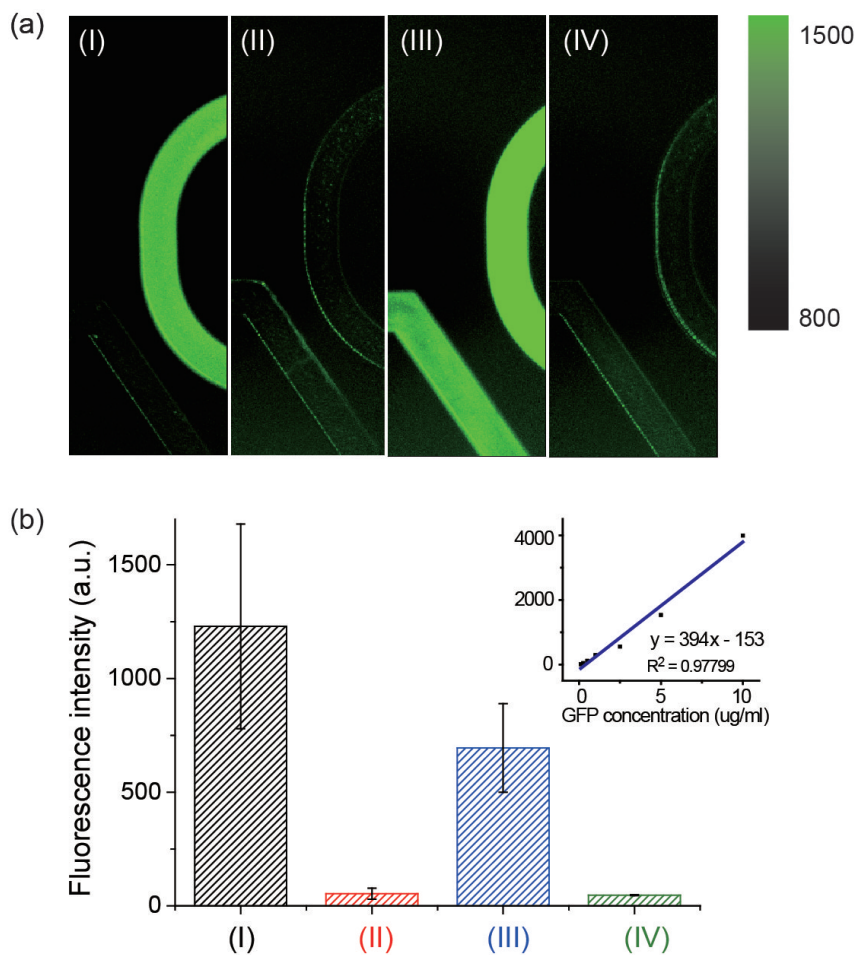 (a)
(I) (II) (III) (IV)
1500
800
(b)
Fluorescence intensity (a.u.)
1500
1000
500
0
(I) (II) (III) (IV)
4000
2000
0
y = 394x - 153
R² = 0.97799
0 5 10
GFP concentration (ug/ml)